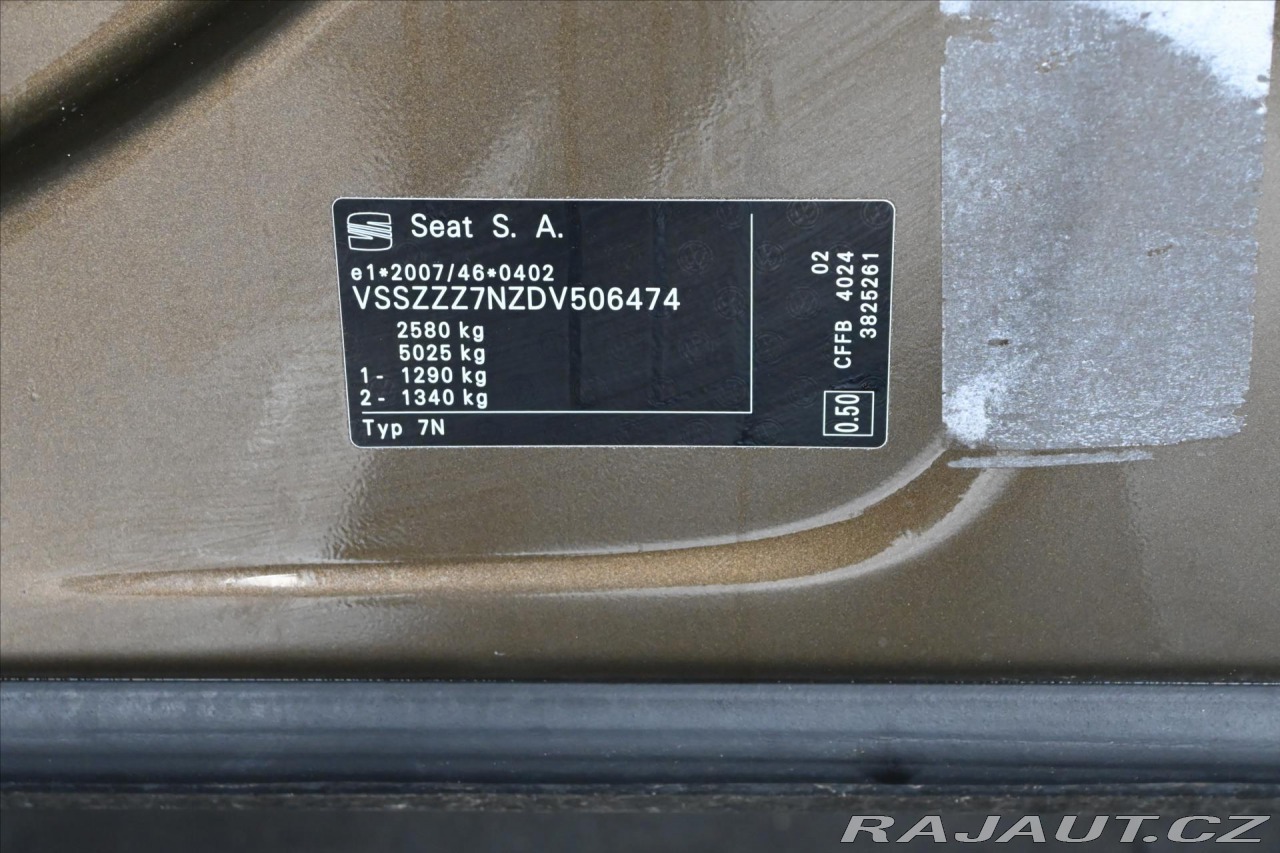 Seat S. A.
e1*2007/46*0402
VSSZZZ7NZDV506474
2580 kg
5025 kg
1- 1290 kg
2- 1340 kg
Typ 7N
02
CFFB 4024
3825261
0.50
RAJAUT.CZ